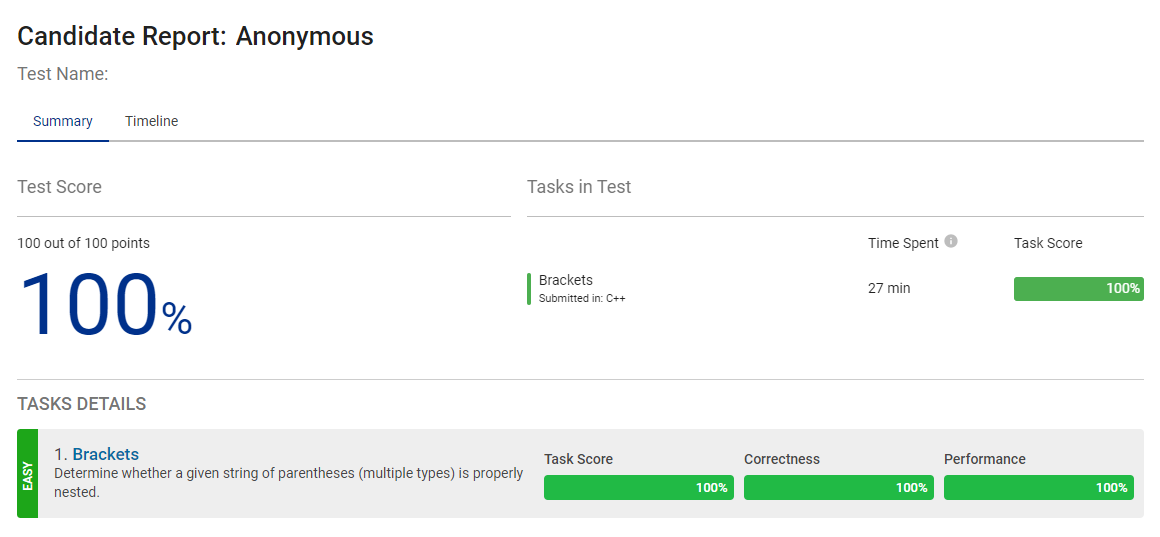 Candidate Report: Anonymous
Test Name:
Summary Timeline
Test Score
Tasks in Test
100 out of 100 points
100%
Time Spent Task Score
Brackets
Submitted in: C++
27 min
100%
TASKS DETAILS
EASY
1. Brackets
Determine whether a given string of parentheses (multiple types) is properly
nested.
Task Score Correctness Performance
100% 100% 100%